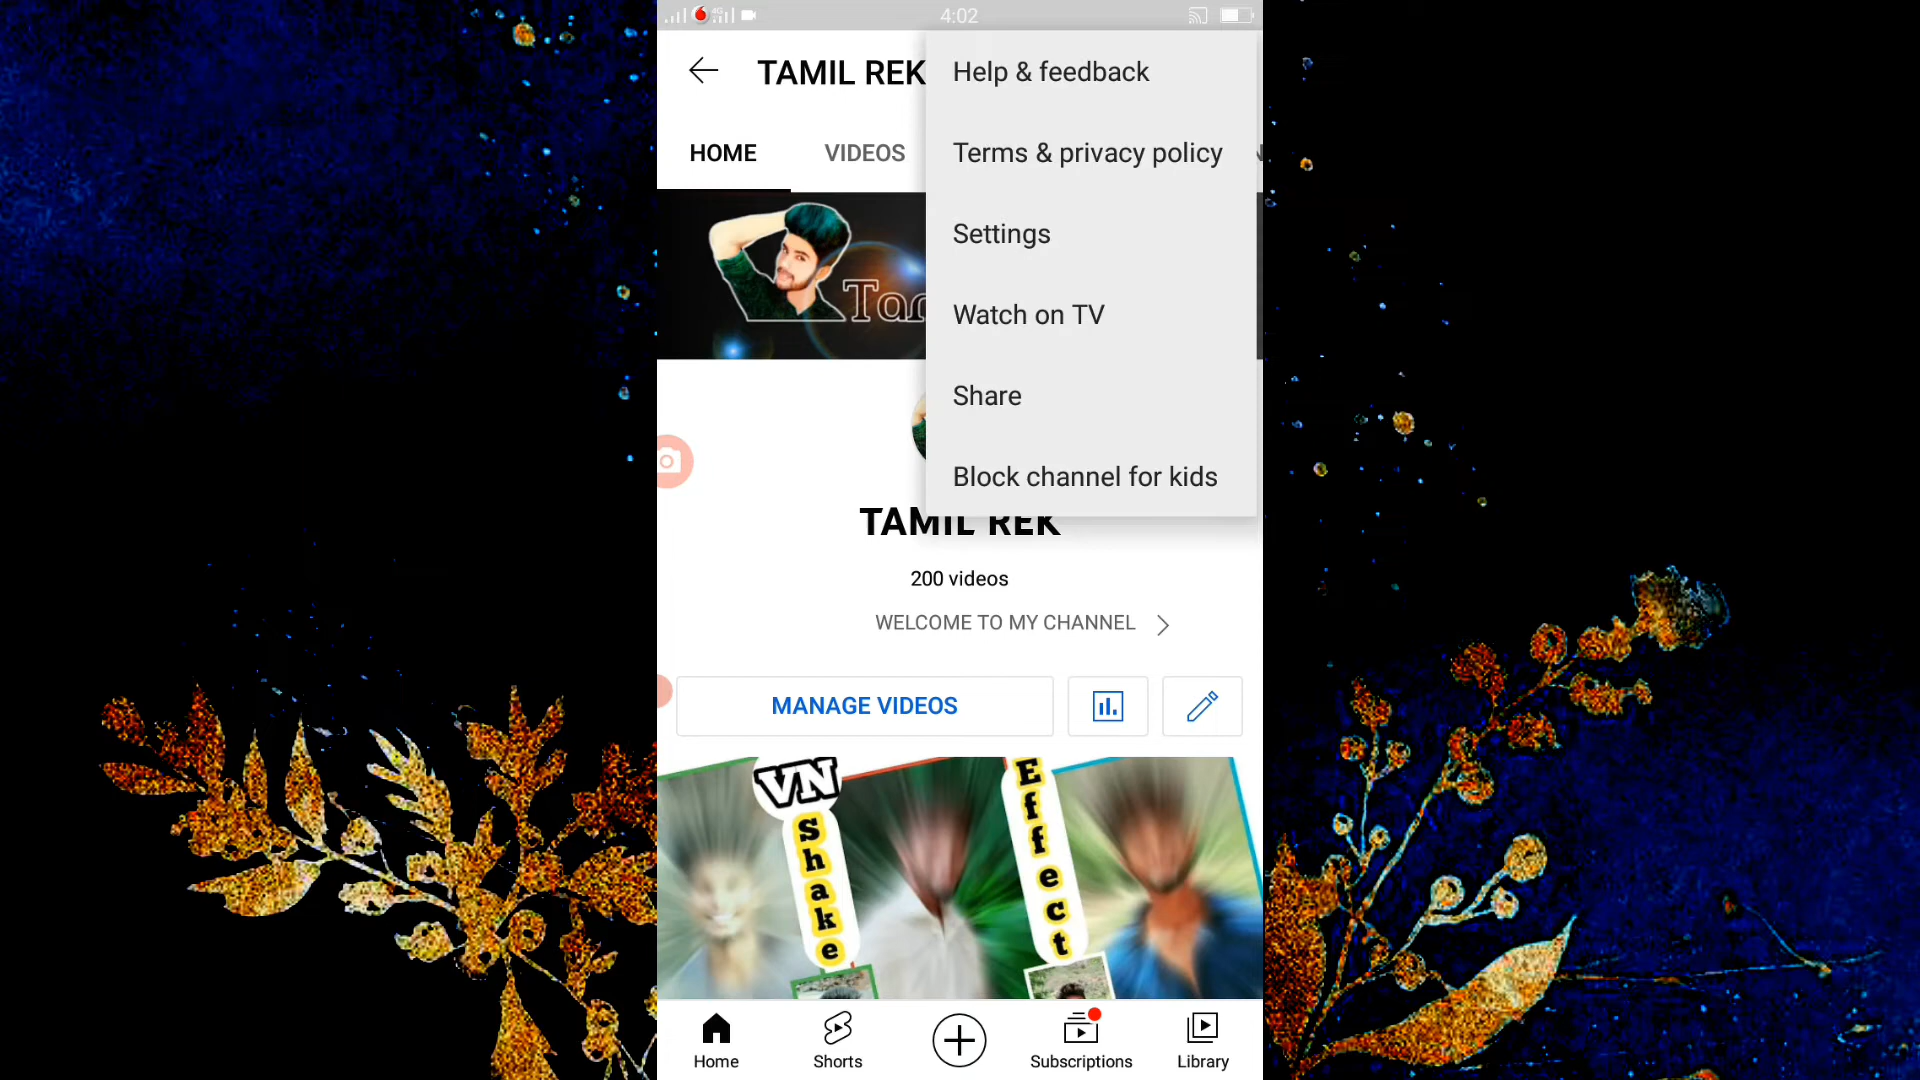 4G
4:02
TAMIL REK
Help & feedback
HOME
VIDEOS
Terms & privacy policy
Settings
Watch on TV
Share
Block channel for kids
TAMIL REK
200 videos
WELCOME TO MY CHANNEL
MANAGE VIDEOS
VN
Shake
Effect
Home
Shorts
Subscriptions
Library